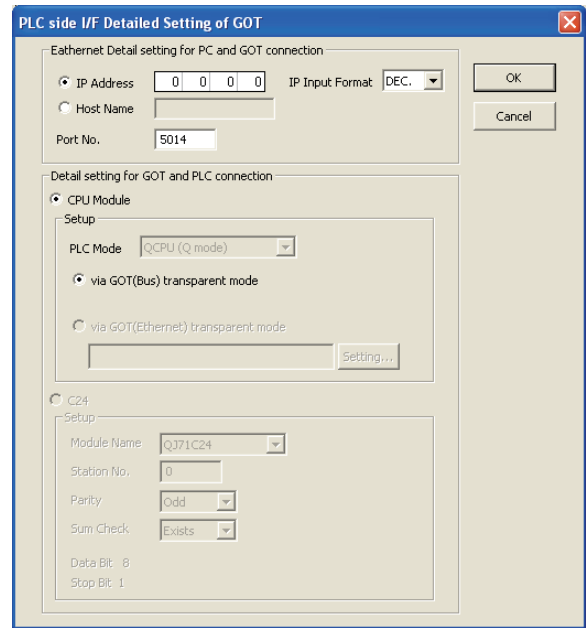 PLC side I/F Detailed Setting of GOT
Eathernet Detail setting for PC and GOT connection
IP Address 0 0 0 0 IP Input Format DEC.
OK
Host Name
Cancel
Port No. 5014
Detail setting for GOT and PLC connection
CPU Module
Setup
PLC Mode QCPU (Q mode)
via GOT(Bus) transparent mode
via GOT(Ethernet) transparent mode
Setting...
C24
Setup
Module Name QJ71C24
Station No. 0
Parity Odd
Sum Check Exists
Data Bit 8
Stop Bit 1